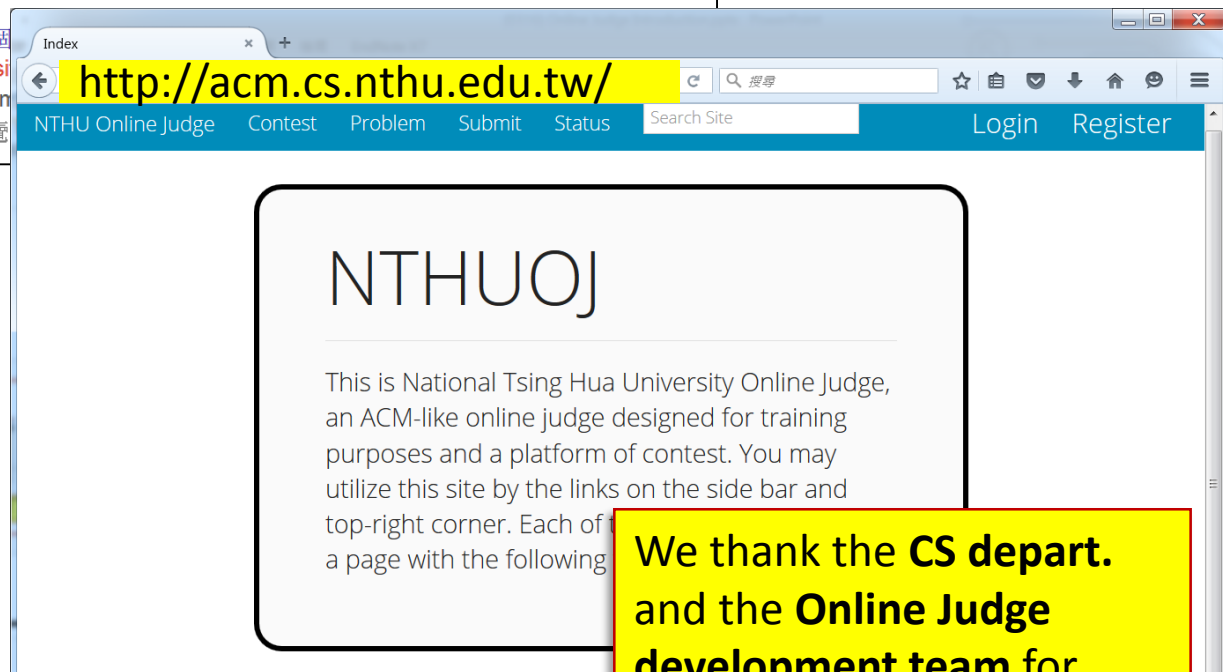 Index
http://acm.cs.nthu.edu.tw/
搜尋
NTHU Online Judge Contest Problem Submit Status Search Site Login Register
NTHUOJ
This is National Tsing Hua University Online Judge,
an ACM-like online judge designed for training
purposes and a platform of contest. You may
utilize this site by the links on the side bar and
top-right corner. Each of
a page with the following
We thank the CS depart.
and the Online Judge
development team for